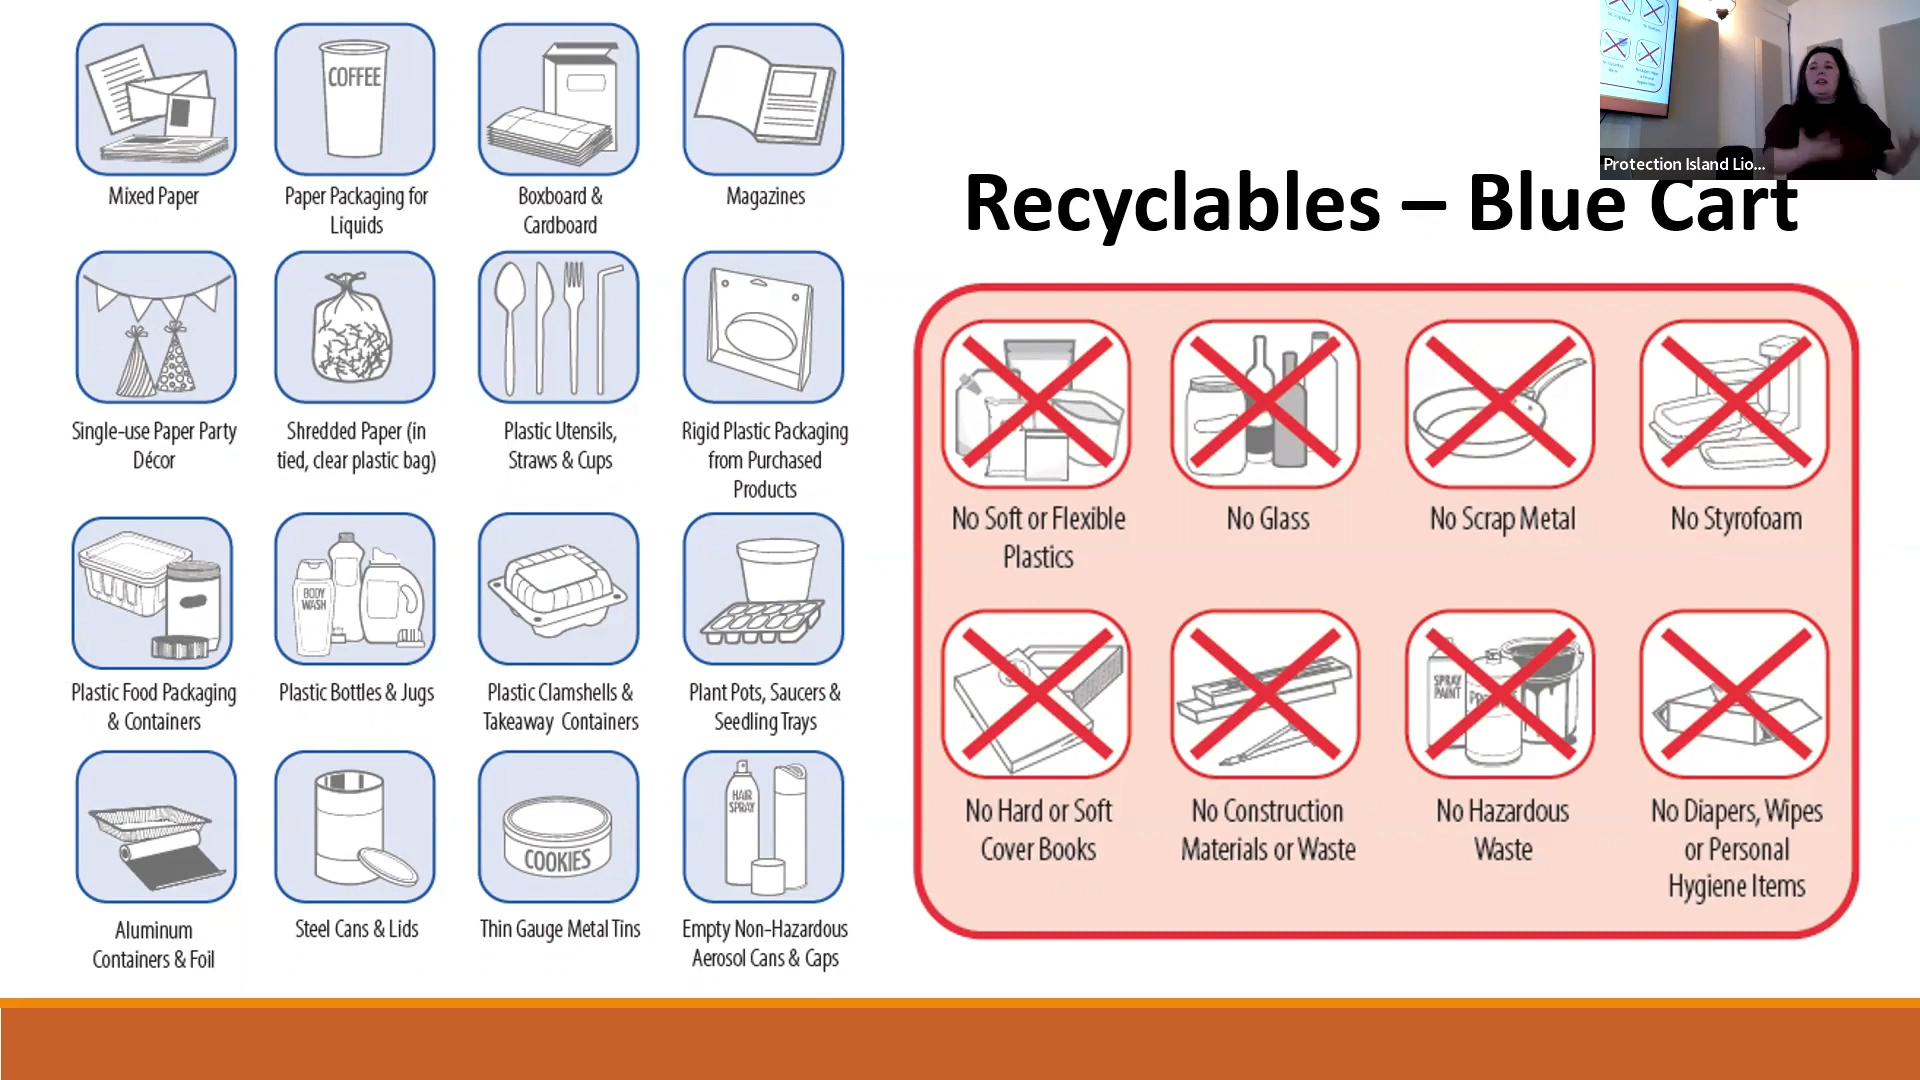 Protection Island Lio...
Recyclables – Blue Cart
COFFEE
Mixed Paper
Paper Packaging for
Liquids
Boxboard &
Cardboard
Magazines
Single-use Paper Party
Décor
Shredded Paper (in
tied, clear plastic bag)
Plastic Utensils,
Straws & Cups
Rigid Plastic Packaging
from Purchased
Products
BODY
WASH
Plastic Food Packaging
& Containers
Plastic Bottles & Jugs
Plastic Clamshells &
Takeaway Containers
Plant Pots, Saucers &
Seedling Trays
COOKIES
HAIR
SPRAY
Aluminum
Containers & Foil
Steel Cans & Lids
Thin Gauge Metal Tins
Empty Non-Hazardous
Aerosol Cans & Caps
No Soft or Flexible
Plastics
No Glass
No Scrap Metal
No Styrofoam
SPRAY
PAINT
No Hard or Soft
Cover Books
No Construction
Materials or Waste
No Hazardous
Waste
No Diapers, Wipes
or Personal
Hygiene Items